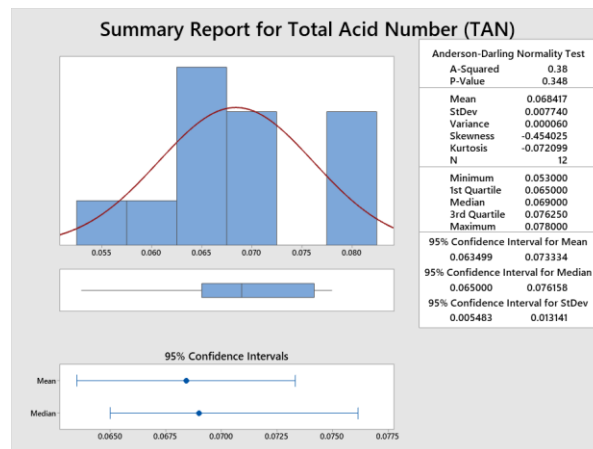 Summary Report for Total Acid Number (TAN)
Anderson-Darling Normality Test
A-Squared 0.38
P-Value 0.348
Mean 0.068417
StDev 0.007740
Variance 0.000060
Skewness -0.454025
Kurtosis -0.072099
N 12
Minimum 0.053000
1st Quartile 0.065000
Median 0.069000
3rd Quartile 0.076250
Maximum 0.078000
95% Confidence Interval for Mean
0.063499 0.073334
95% Confidence Interval for Median
0.065000 0.076158
95% Confidence Interval for StDev
0.005483 0.013141
0.055 0.060 0.065 0.070 0.075 0.080
95% Confidence Intervals
Mean
Median
0.0650 0.0675 0.0700 0.0725 0.0750 0.0775